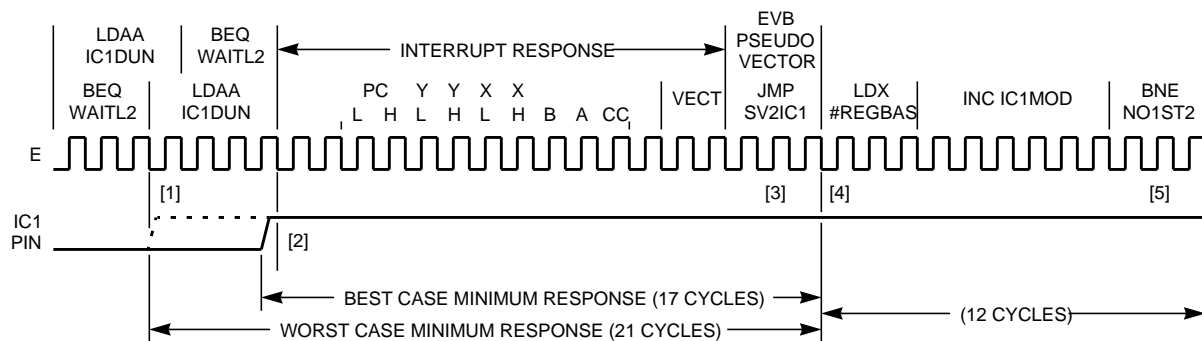 LDAA
IC1DUN
BEQ
WAITL2
INTERRUPT RESPONSE
EVB
PSEUDO
VECTOR
BEQ
WAITL2
LDAA
IC1DUN
PC Y Y X X
L H L H L H B A CC
VECT
JMP
SV2IC1
LDX
#REGBAS
INC IC1MOD
BNE
NO1ST2
E
[1] [3] [4] [5]
IC1
PIN
[2]
BEST CASE MINIMUM RESPONSE (17 CYCLES)
WORST CASE MINIMUM RESPONSE (21 CYCLES)
(12 CYCLES)